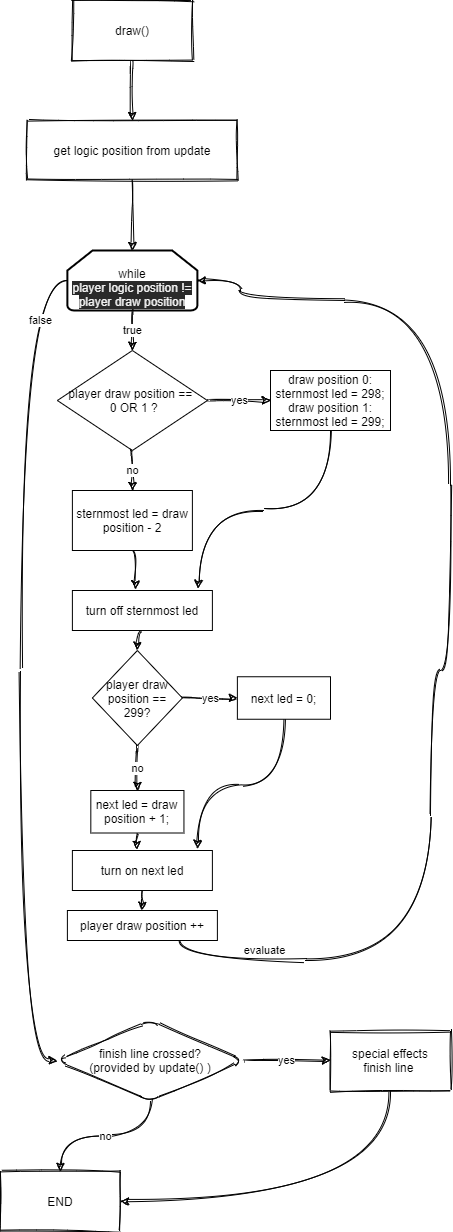 draw()
get logic position from update
while
player logic position !=
player draw position
false
true
player draw position ==
0 OR 1 ?
yes
draw position 0:
sternmost led = 298;
draw position 1:
sternmost led = 299;
no
sternmost led = draw
position - 2
turn off sternmost led
player draw
position ==
299?
yes
next led = 0;
no
next led = draw
position + 1;
turn on next led
player draw position ++
evaluate
finish line crossed?
(provided by update() )
yes
special effects
finish line
no
END